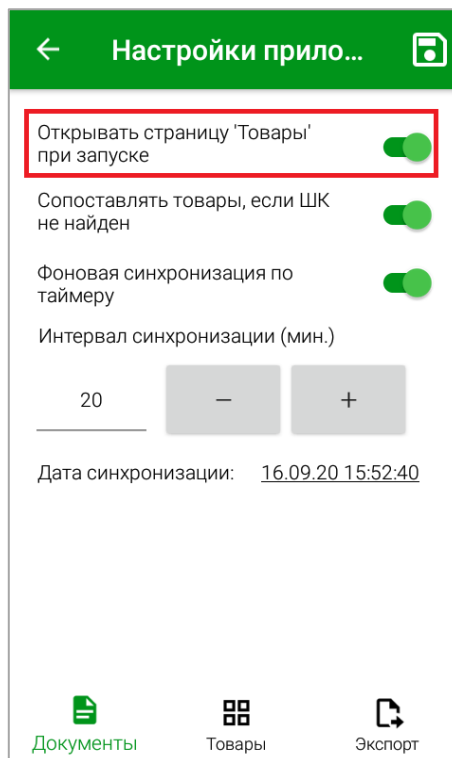 Настройки прило...
Открывать страницу 'Товары'
при запуске
Сопоставлять товары, если ШК
не найден
Фоновая синхронизация по
таймеру
Интервал синхронизации (мин.)
20 − +
Дата синхронизации: 16.09.20 15:52:40
Документы Товары Экспорт